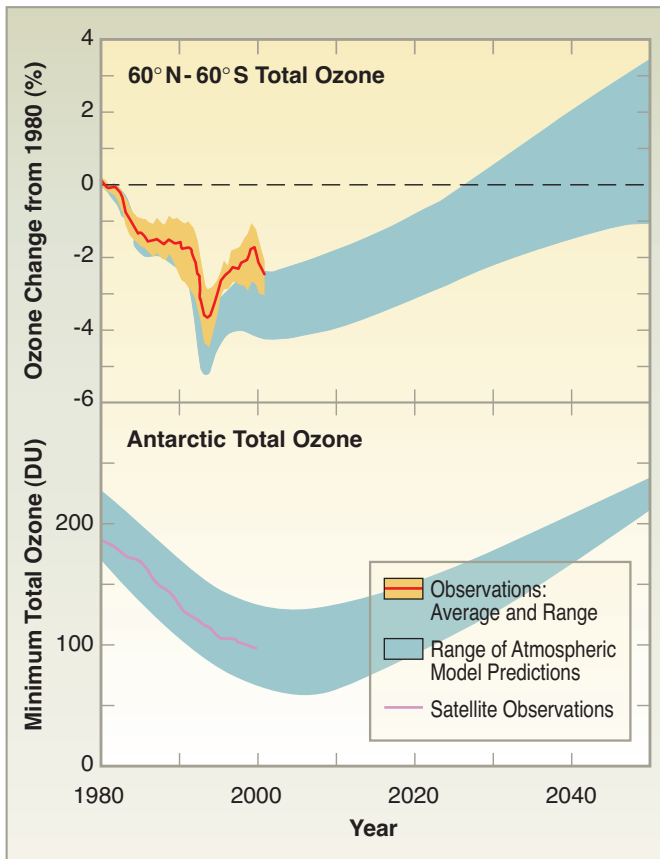 60°N-60°S Total Ozone
Ozone Change from 1980 (%)
4
2
0
-2
-4
-6
Antarctic Total Ozone
Minimum Total Ozone (DU)
200
100
0
Observations:
Average and Range
Range of Atmospheric
Model Predictions
Satellite Observations
1980
2000
2020
2040
Year